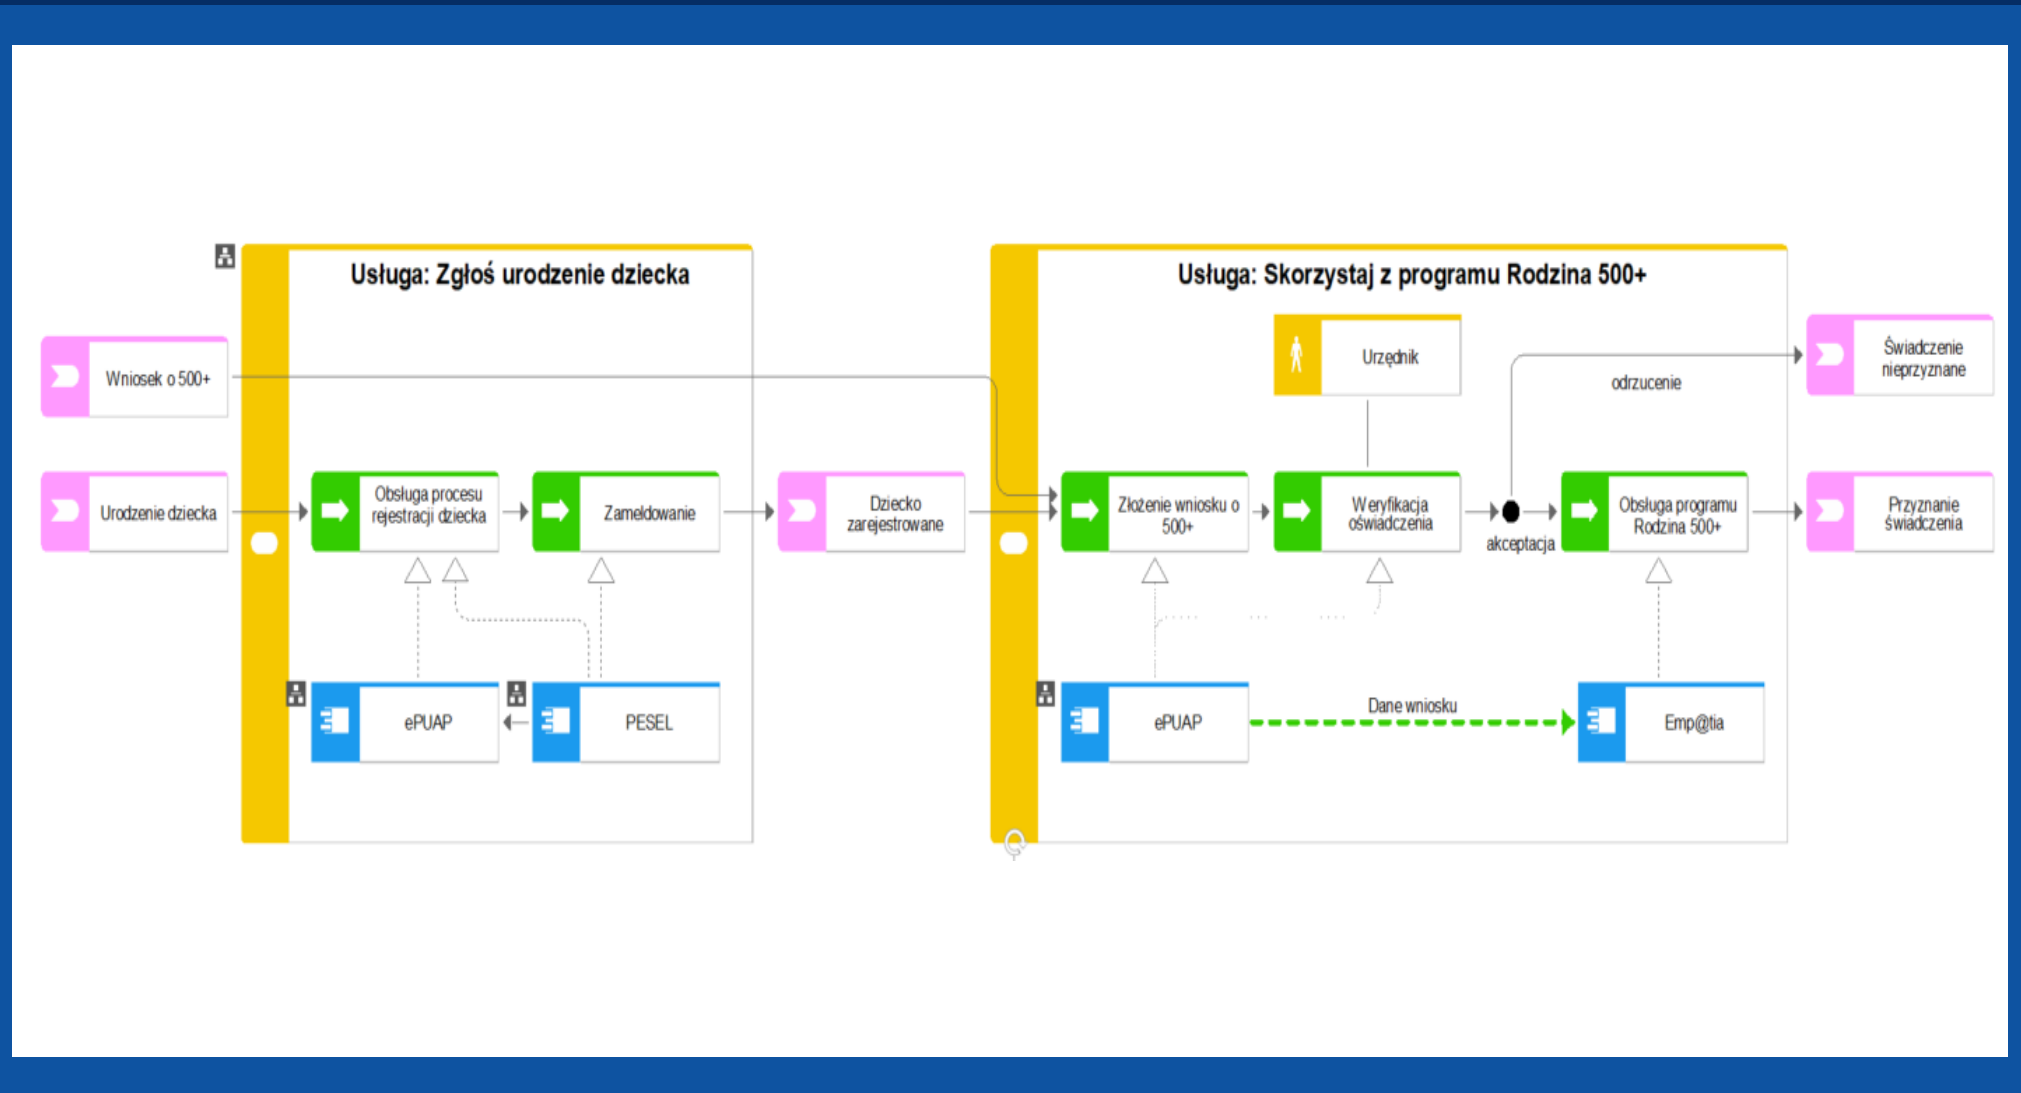 Usługa: Zgłoś urodzenie dziecka
Usługa: Skorzystaj z programu Rodzina 500+
Wniosek o 500+
Urzędnik
odrzucenie
Świadczenie
nieprzyznane
Urodzenie dziecka
Obsługa procesu
rejestracji dziecka
Zameldowanie
Dziecko
zarejestrowane
Złożenie wniosku o
500+
Weryfikacja
oświadczenia
akceptacja
Obsługa programu
Rodzina 500+
Przyznanie
świadczenia
ePUAP
PESEL
ePUAP
Dane wniosku
Emp@tia